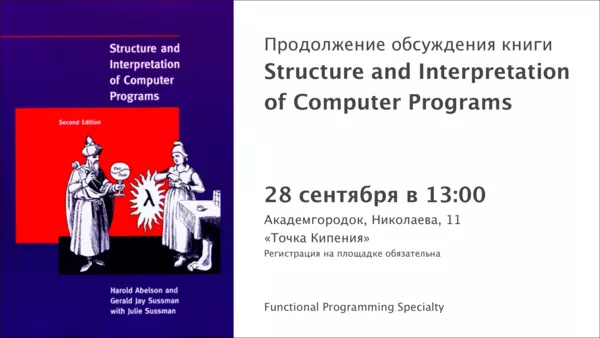 Structure and
Interpretation
of Computer
Programs
Second Edition
λ
Harold Abelson and
Gerald Jay Sussman
with Julie Sussman
Продолжение обсуждения книги
Structure and Interpretation
of Computer Programs
28 сентября в 13:00
Академгородок, Николаева, 11
«Точка Кипения»
Регистрация на площадке обязательна
Functional Programming Specialty